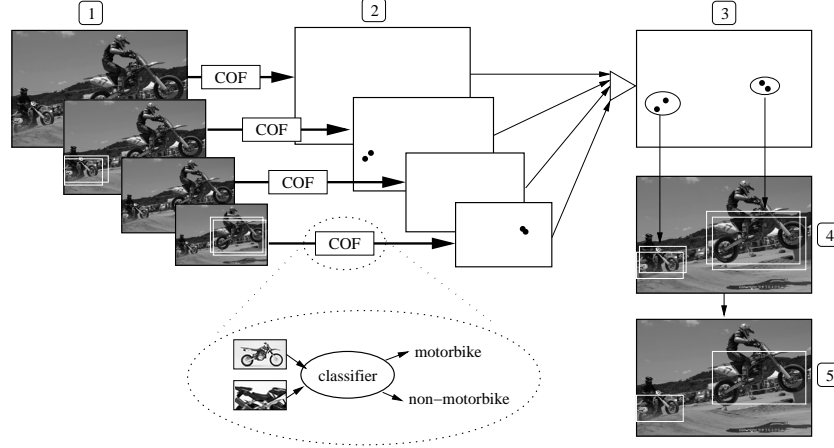 1
2
3
COF
COF
COF
COF
4
5
classifier
motorbike
non-motorbike